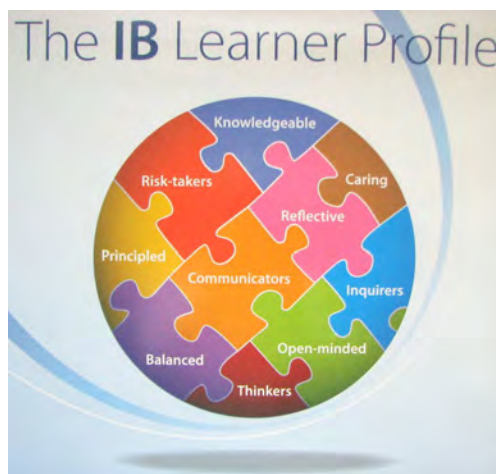 The IB Learner Profile
Knowledgeable
Risk-takers
Caring
Reflective
Principled
Communicators
Inquirers
Balanced
Open-minded
Thinkers